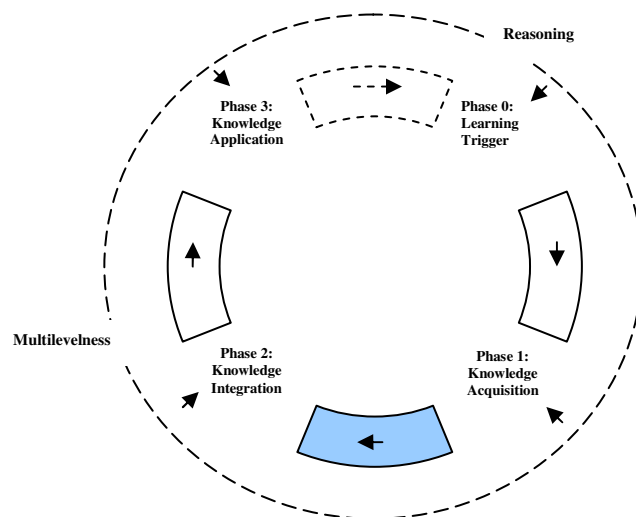 Reasoning
Phase 3:
Knowledge
Application
Phase 0:
Learning
Trigger
Multilevelness
Phase 2:
Knowledge
Integration
Phase 1:
Knowledge
Acquisition